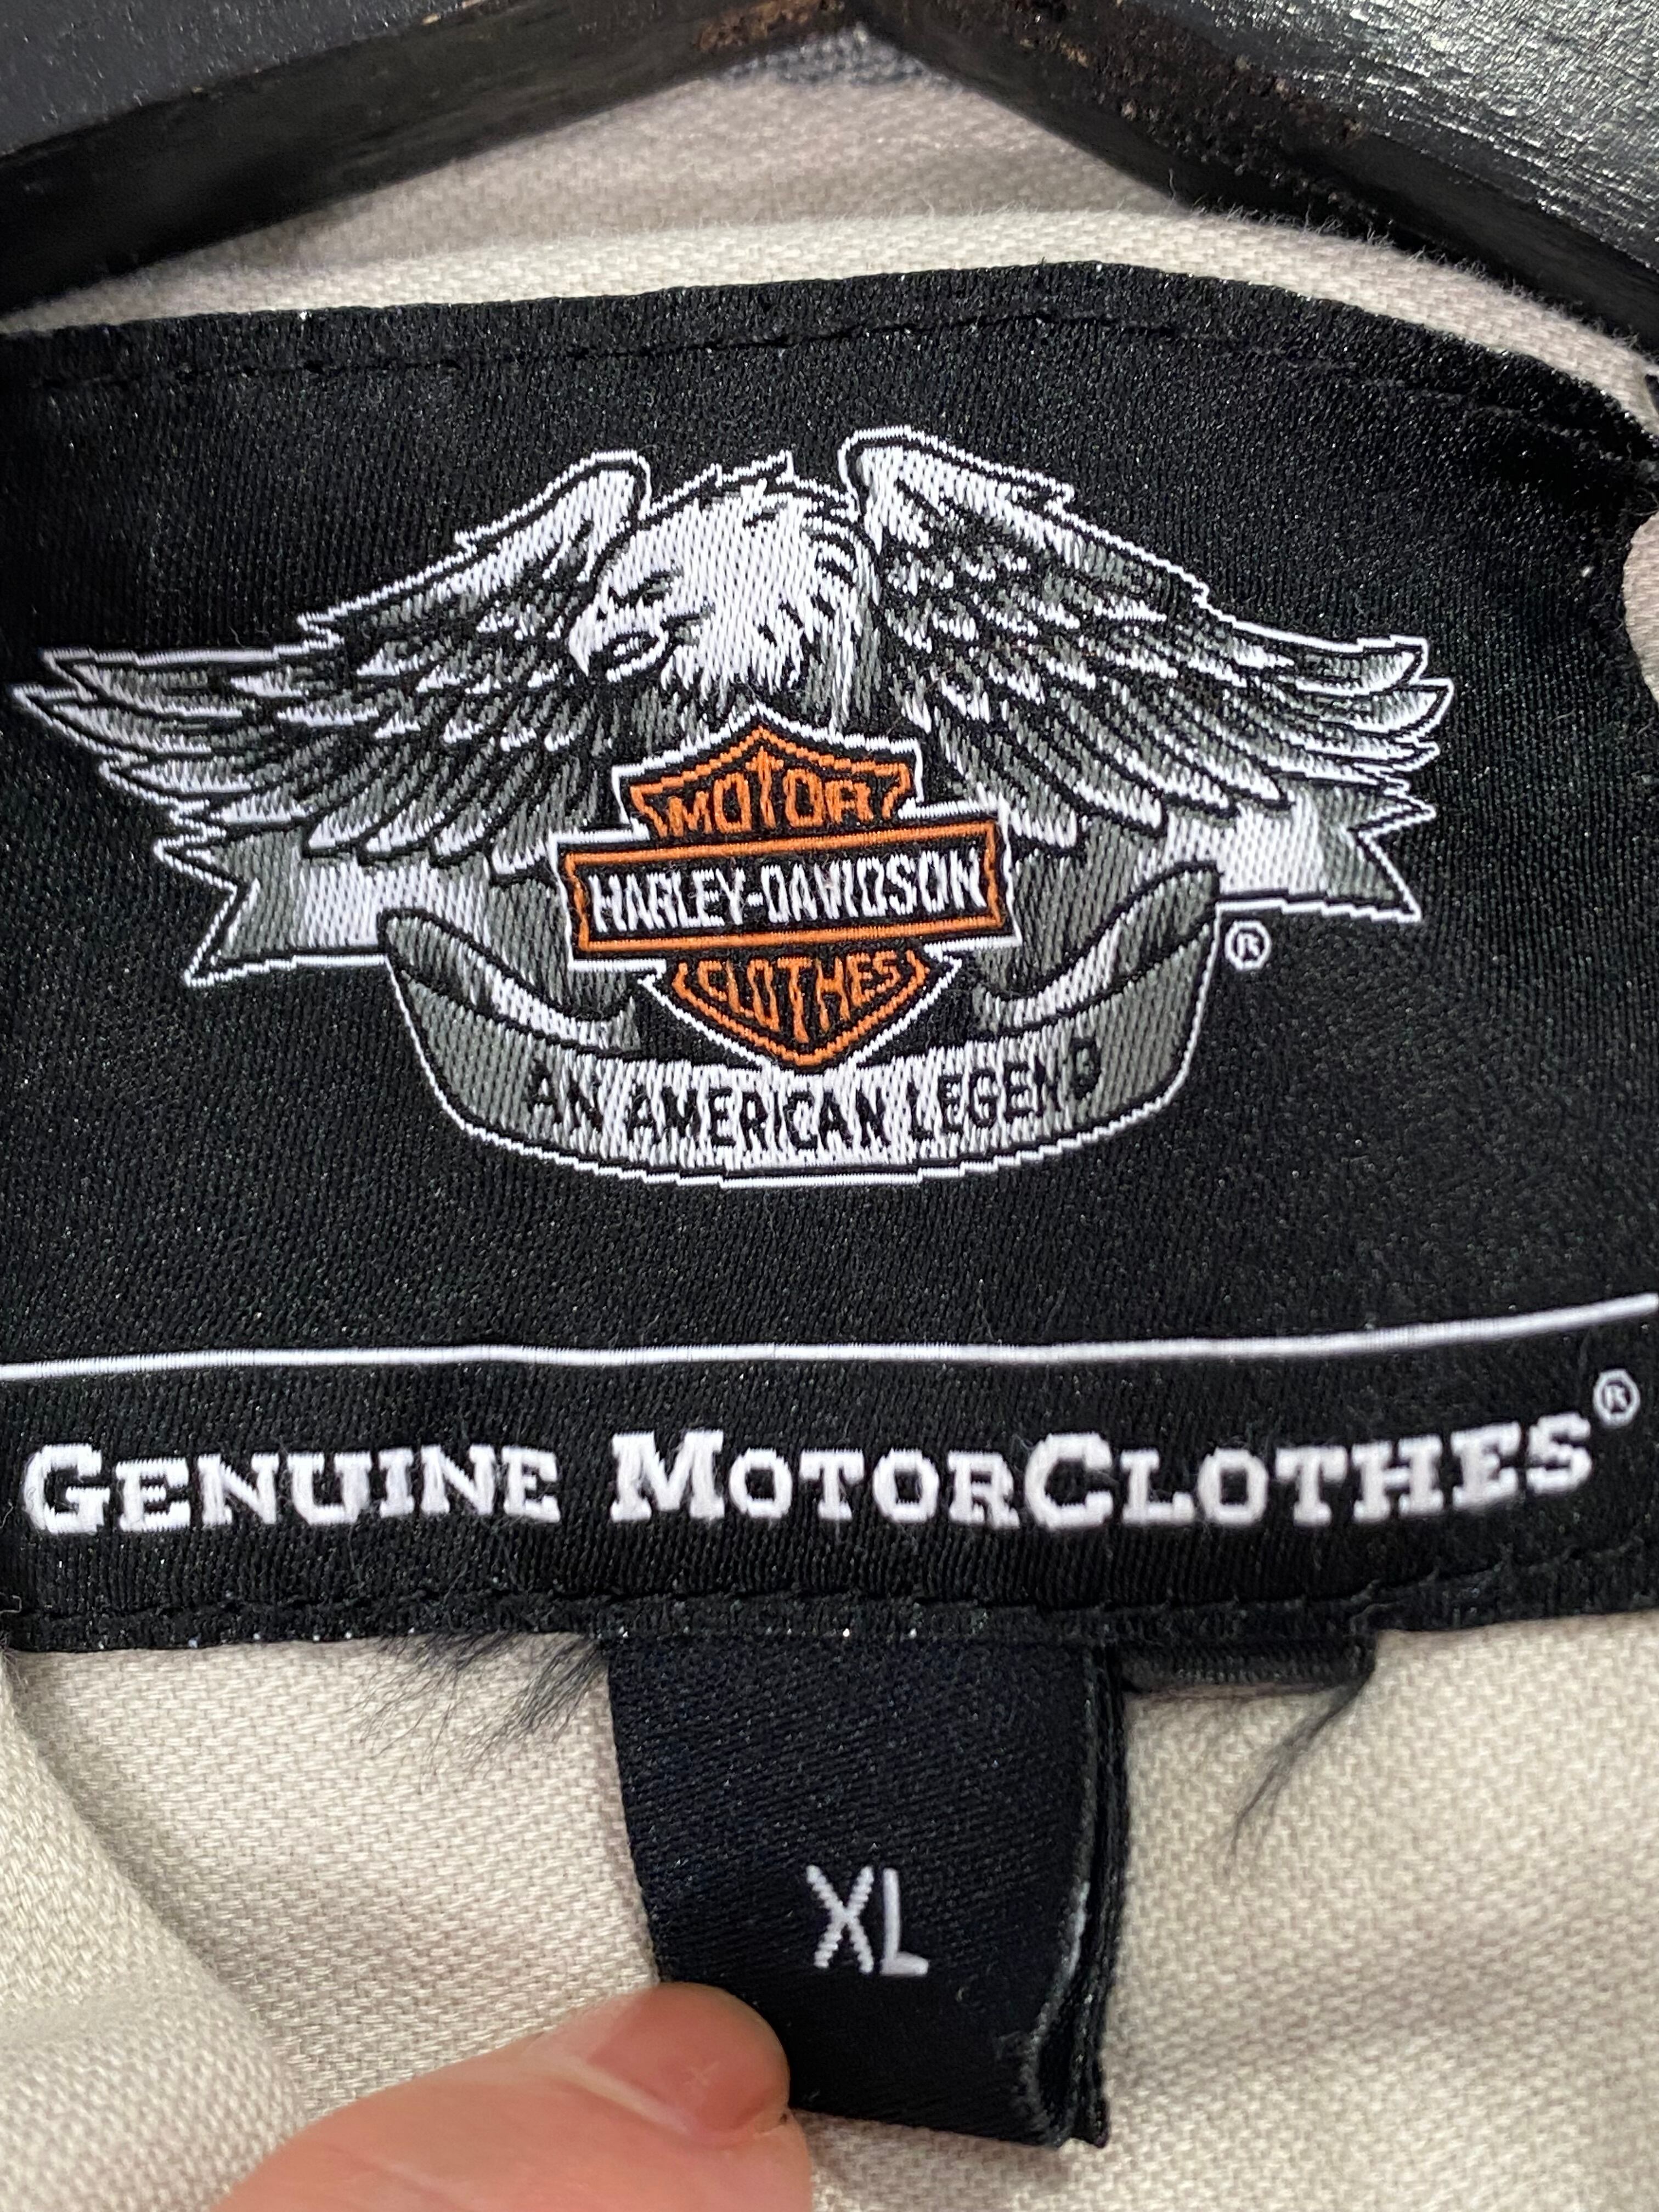 MOTOR
HARLEY-DAVIDSON
CLOTHES
®
AN AMERICAN LEGEND
GENUINE MOTORCLOTHES®
XL